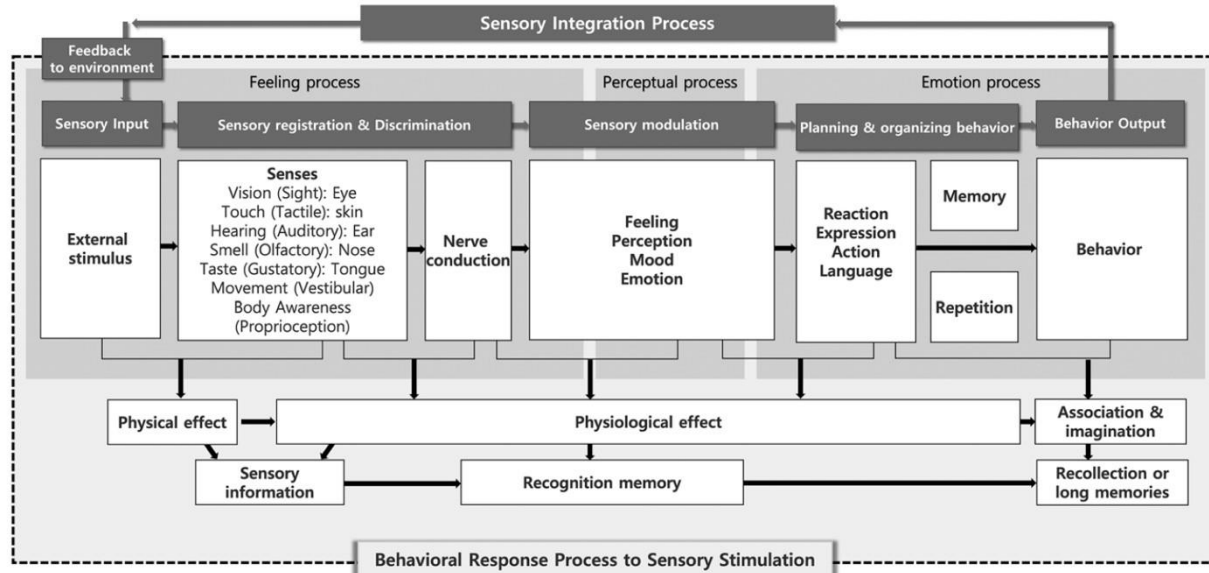 Sensory Integration Process
Feedback
to environment
Feeling process
Perceptual process
Emotion process
Sensory Input
Sensory registration & Discrimination
Sensory modulation
Planning & organizing behavior
Behavior Output
External
stimulus
Senses
Vision (Sight): Eye
Touch (Tactile): skin
Hearing (Auditory): Ear
Smell (Olfactory): Nose
Taste (Gustatory): Tongue
Movement (Vestibular)
Body Awareness
(Proprioception)
Nerve
conduction
Feeling
Perception
Mood
Emotion
Reaction
Expression
Action
Language
Memory
Repetition
Behavior
Physical effect
Physiological effect
Association &
imagination
Sensory
information
Recognition memory
Recollection or
long memories
Behavioral Response Process to Sensory Stimulation